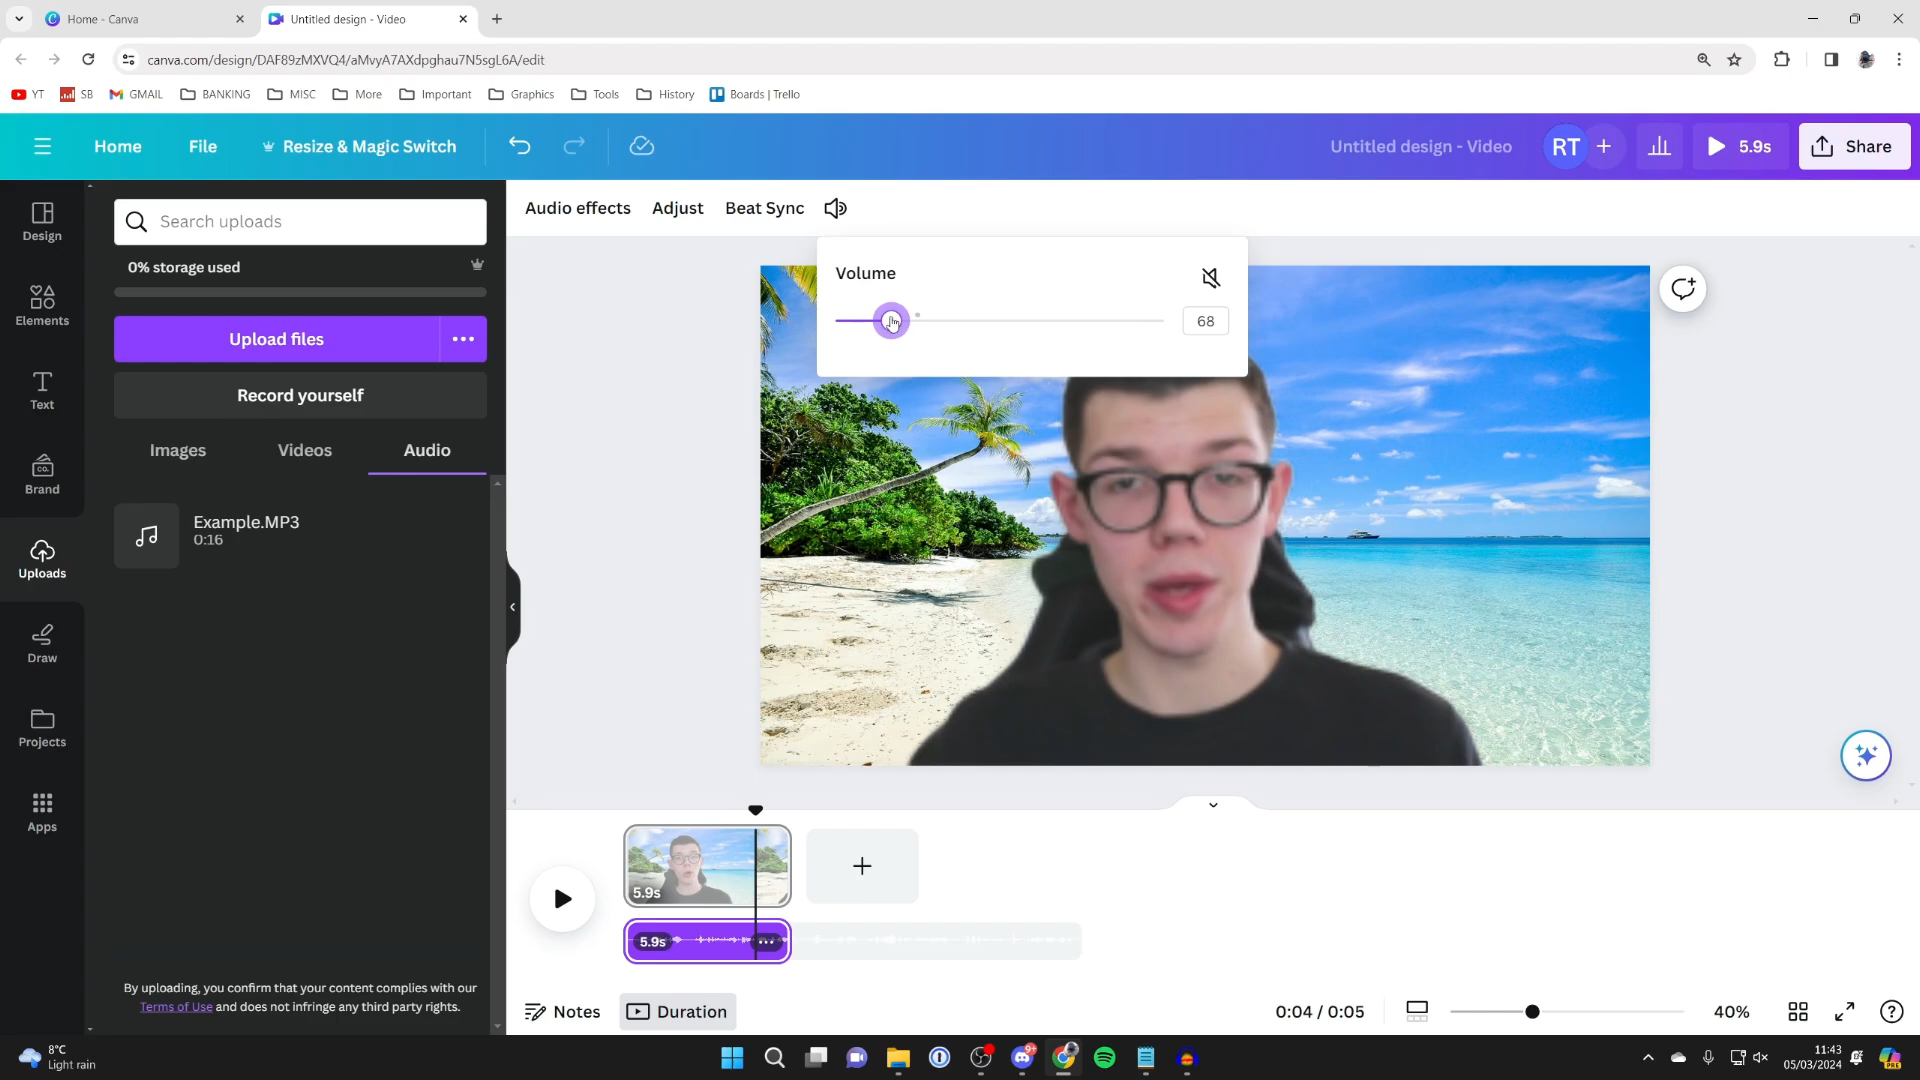 Home - Canva
Untitled design - Video
canva.com/design/DAF89zMXVQ4/aMvyA7AXdpghau7N5sgL6A/edit
YT SB GMAIL BANKING MISC More Important Graphics Tools History Boards | Trello
Home File Resize & Magic Switch Untitled design - Video RT 5.9s Share
Design
Elements
Text
CO.
Brand
Uploads
Draw
Projects
Apps
Search uploads
0% storage used
Upload files
Record yourself
Images Videos Audio
Example.MP3
0:16
By uploading, you confirm that your content complies with our
Terms of Use and does not infringe any third party rights.
Audio effects Adjust Beat Sync
Volume
68
5.9s
5.9s
Notes Duration 0:04 / 0:05 40%
8°C
Light rain
9+
11:43
05/03/2024
PRE